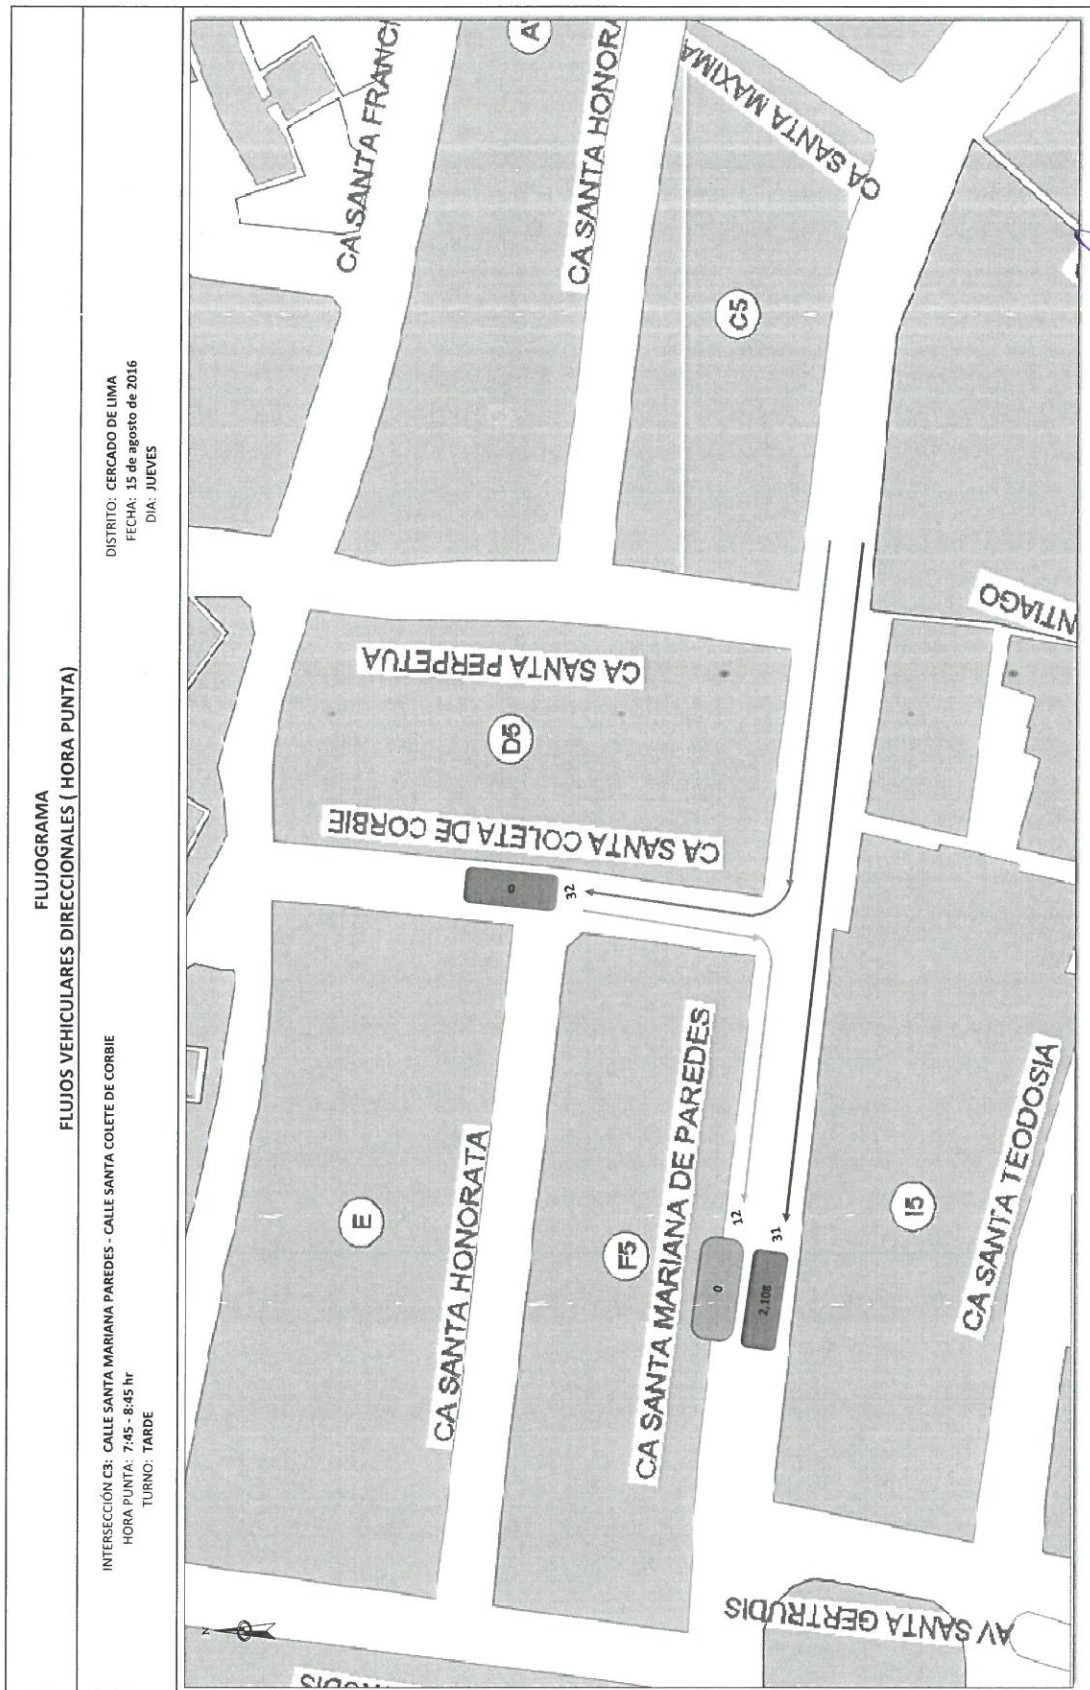 FLUJOGRAMA
FLUJOS VEHICULARES DIRECCIONALES ( HORA PUNTA)
INTERSECCIÓN C3: CALLE SANTA MARIANA PAREDES - CALLE SANTA COLETE DE CORBIE
HORA PUNTA: 7:45 - 8:45 hr
TURNO: TARDE
DISTRITO: CERCADO DE LIMA
FECHA: 15 de agosto de 2016
DIA: JUEVES
N
CA SANTA FRANCI
A
CA SANTA HONORA
CA SANTA MAXIMA
C5
CA SANTA PERPETUA
D5
CA SANTA COLETA DE CORBIE
0
32
E
CA SANTA HONORATA
F5
CA SANTA MARIANA DE PAREDES
0
12
2,108
31
NTIAGO
I5
CA SANTA TEODOSIA
AV SANTA GERTRUDIS
RUDIS